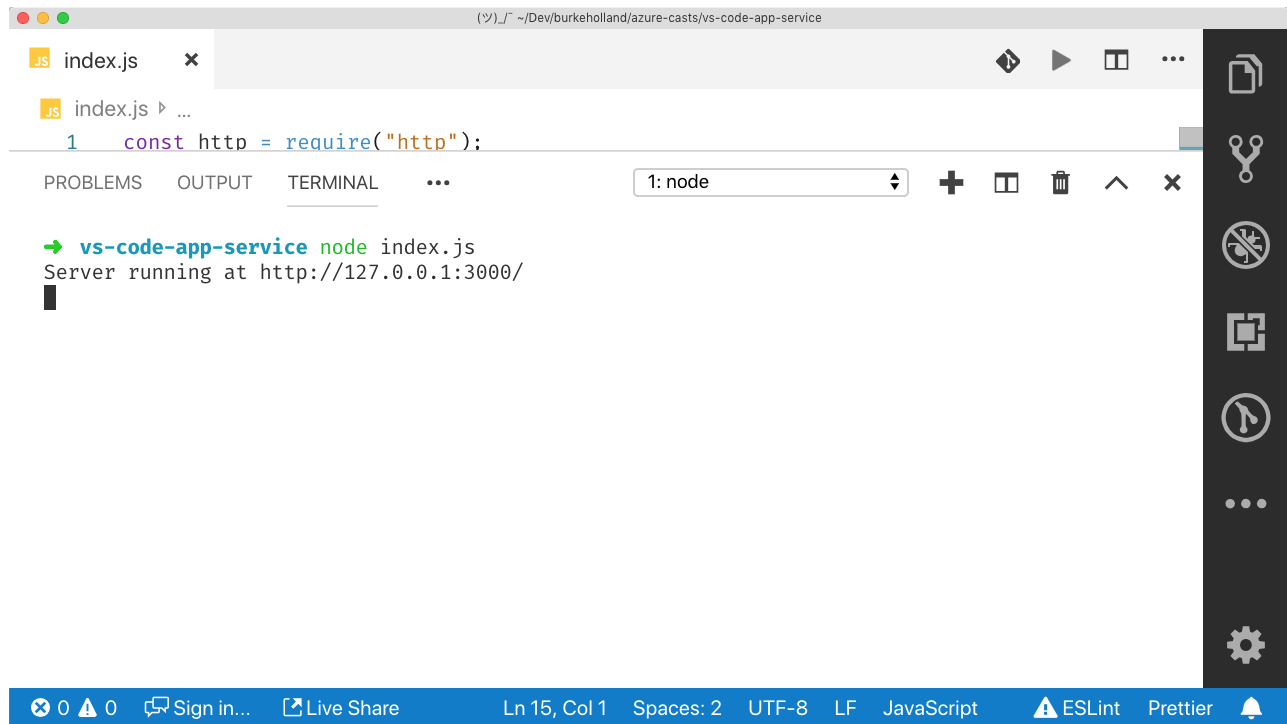 (ツ)_/¯ ~/Dev/burkeholland/azure-casts/vs-code-app-service
JS index.js
JS index.js ...
1 const http = require("http");
PROBLEMS OUTPUT TERMINAL
1: node
➜ vs-code-app-service node index.js
Server running at http://127.0.0.1:3000/
0 0 Sign in... Live Share Ln 15, Col 1 Spaces: 2 UTF-8 LF JavaScript ESLint Prettier